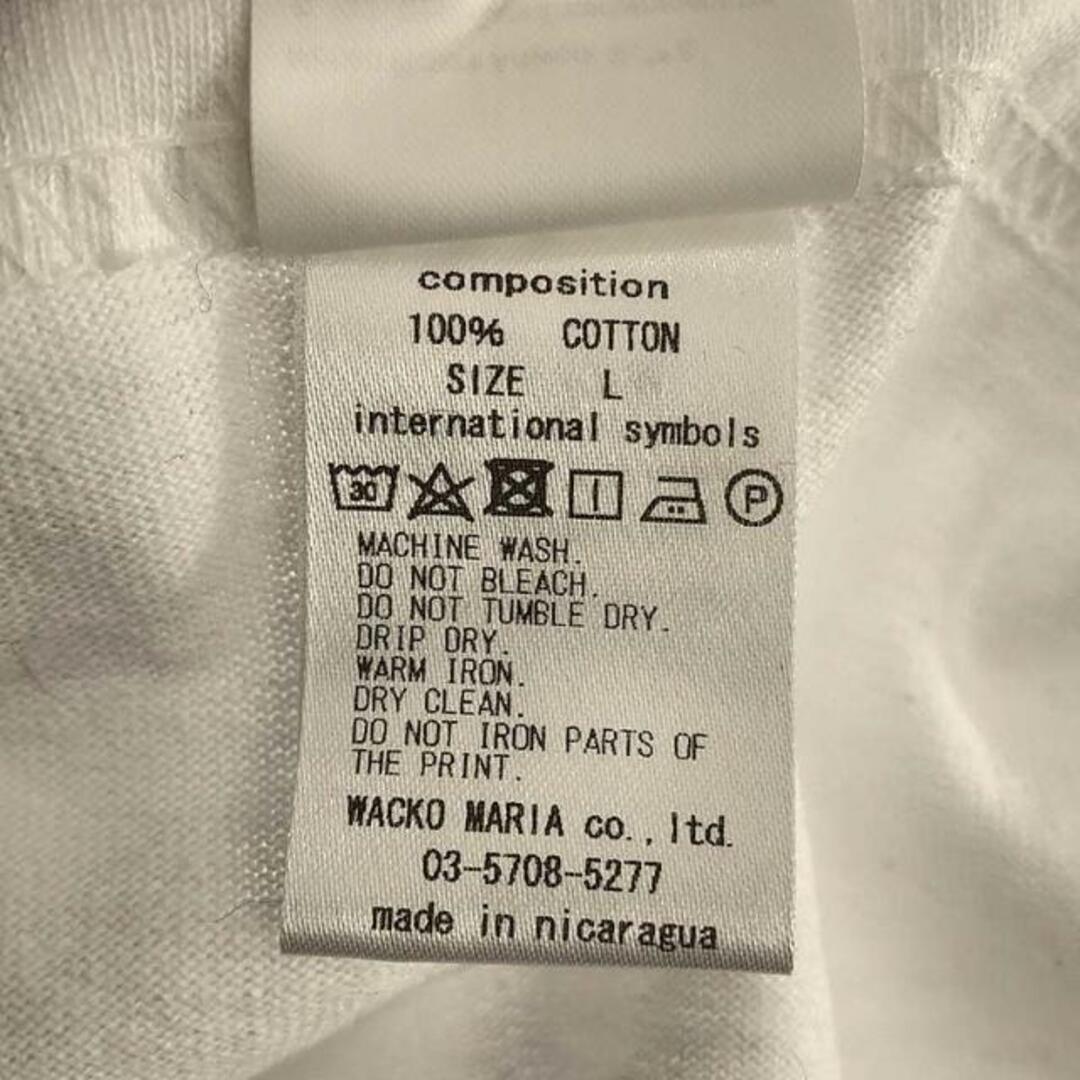 composition
100% COTTON
SIZE L
international symbols
30 P
MACHINE WASH.
DO NOT BLEACH.
DO NOT TUMBLE DRY.
DRIP DRY.
WARM IRON.
DRY CLEAN.
DO NOT IRON PARTS OF
THE PRINT.
WACKO MARIA co., ltd.
03-5708-5277
made in nicaragua